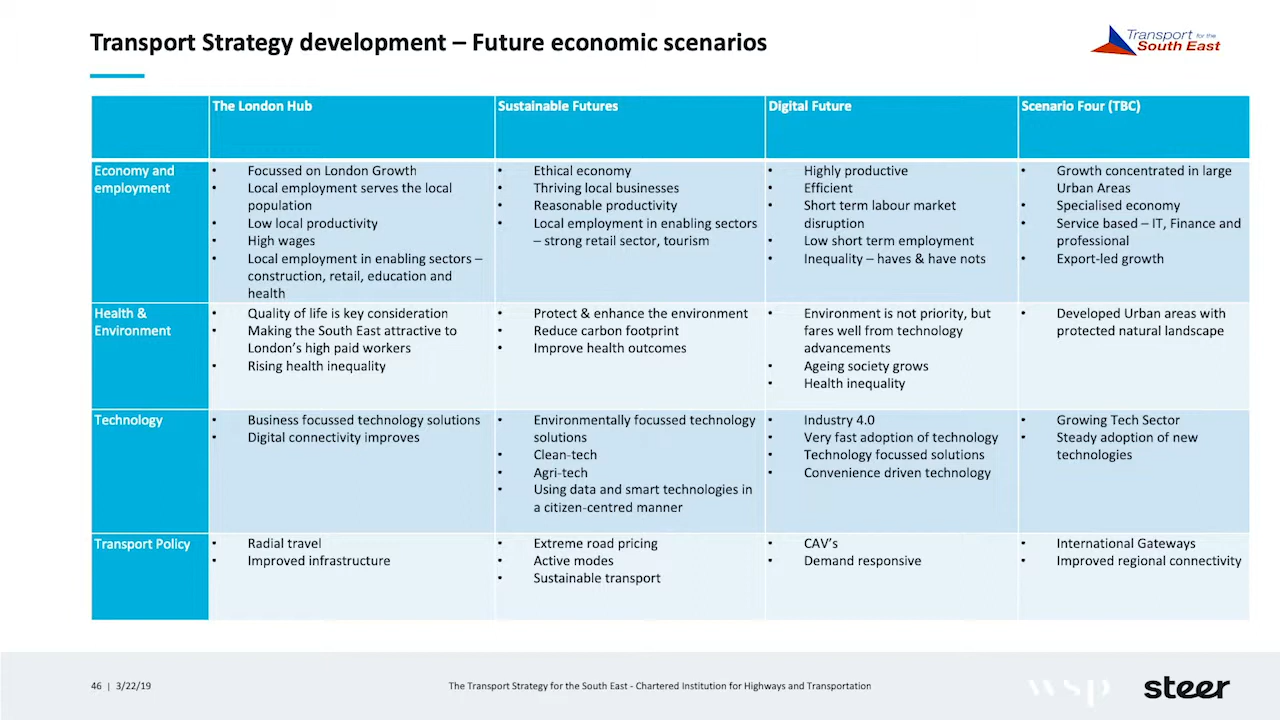 Transport Strategy development – Future economic scenarios
Transport for the
South East
The London Hub
Sustainable Futures
Digital Future
Scenario Four (TBC)
Economy and
employment
• Focussed on London Growth
• Local employment serves the local
population
• Low local productivity
• High wages
• Local employment in enabling sectors –
construction, retail, education and
health
• Ethical economy
• Thriving local businesses
• Reasonable productivity
• Local employment in enabling sectors
– strong retail sector, tourism
• Highly productive
• Efficient
• Short term labour market
disruption
• Low short term employment
• Inequality – haves & have nots
• Growth concentrated in large
Urban Areas
• Specialised economy
• Service based – IT, Finance and
professional
• Export-led growth
Health &
Environment
• Quality of life is key consideration
• Making the South East attractive to
London's high paid workers
• Rising health inequality
• Protect & enhance the environment
• Reduce carbon footprint
• Improve health outcomes
• Environment is not priority, but
fares well from technology
advancements
• Ageing society grows
• Health inequality
• Developed Urban areas with
protected natural landscape
Technology
• Business focussed technology solutions
• Digital connectivity improves
• Environmentally focussed technology
solutions
• Clean-tech
• Agri-tech
• Using data and smart technologies in
a citizen-centred manner
• Industry 4.0
• Very fast adoption of technology
• Technology focussed solutions
• Convenience driven technology
• Growing Tech Sector
• Steady adoption of new
technologies
Transport Policy
• Radial travel
• Improved infrastructure
• Extreme road pricing
• Active modes
• Sustainable transport
• CAV's
• Demand responsive
• International Gateways
• Improved regional connectivity
46 | 3/22/19
The Transport Strategy for the South East - Chartered Institution for Highways and Transportation
wsp
steer